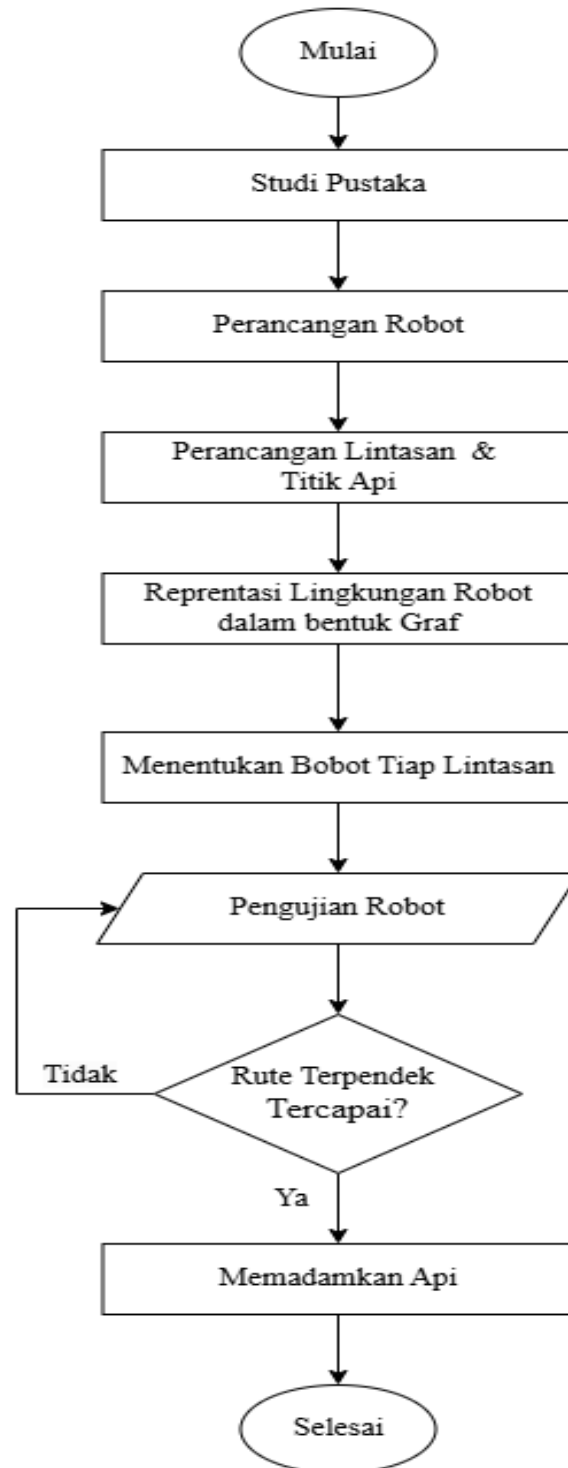 Mulai
Studi Pustaka
Perancangan Robot
Perancangan Lintasan &
Titik Api
Reprentasi Lingkungan Robot
dalam bentuk Graf
Menentukan Bobot Tiap Lintasan
Pengujian Robot
Rute Terpendek
Tercapai?
Tidak
Ya
Memadamkan Api
Selesai